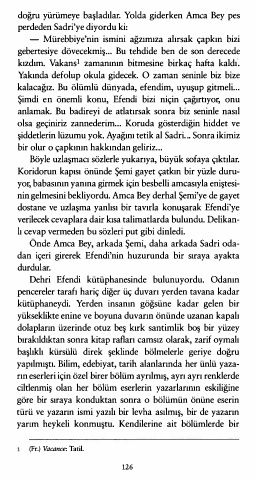 doğru yürümeye başladılar. Yolda giderken Amca Bey pes
perdeden Sadri'ye diyordu ki:
— Mürebbiye'nin ismini ağzımıza alırsak çapkın bizi
gebertesiye dövecekmiş... Bu tehdide ben de son derecede
kızdım. Vakans¹ zamanının bitmesine birkaç hafta kaldı.
Yakında defolup okula gidecek. O zaman seninle biz bize
kalacağız. Bu ölümlü dünyada, efendim, uyuşup gitmeli...
Şimdi en önemli konu, Efendi bizi niçin çağırtıyor, onu
anlamak. Bu badireyi de atlatırsak sonra biz seninle nasıl
olsa geçiniriz zannederim... Koruda gösterdiğin hiddet ve
şiddetlerin lüzumu yok. Ayağını tetik al Sadri... Sonra ikimiz
bir olur o çapkının hakkından geliriz...
Böyle uzlaşmacı sözlerle yukarıya, büyük sofaya çıktılar.
Koridorun kapısı önünde Şemi gayet çatkın bir yüzle duru-
yor, babasının yanına girmek için besbelli amcasıyla eniştesi-
nin gelmesini bekliyordu. Amca Bey derhal Şemi'ye de gayet
dostane ve uzlaşma yanlısı bir tavırla konuşarak Efendi'ye
verilecek cevaplara dair kısa talimatlarda bulundu. Delikan-
lı cevap vermeden bu sözleri put gibi dinledi.
Önde Amca Bey, arkada Şemi, daha arkada Sadri oda-
dan içeri girerek Efendi'nin huzurunda bir sıraya ayakta
durdular.
Dehri Efendi kütüphanesinde bulunuyordu. Odanın
pencereler tarafı hariç diğer üç duvarı yerden tavana kadar
kütüphaneydi. Yerden insanın göğsüne kadar gelen bir
yükseklikte enine ve boyuna duvarın önünde uzanan kapalı
dolapların üzerinde otuz beş kırk santimlik boş bir yüzey
bırakıldıktan sonra kitap rafları camsız olarak, zarif oymalı
başlıklı kürsülü direk şeklinde bölmelerle geriye doğru
yapılmıştı. Bilim, edebiyat, tarih alanlarında her ünlü yaza-
rın eserleri için özel birer bölüm ayrılmış, ayrı ayrı renklerde
ciltlenmiş olan her bölüm eserlerin yazarlarının eskiliğine
göre bir sıraya konduktan sonra o bölümün önüne eserin
türü ve yazarın ismi yazılı bir levha asılmış, bir de yazarın
yarım heykeli konmuştu. Kendilerine ait bölümlerde bir
1 (Fr.) Vacance: Tatil.
126